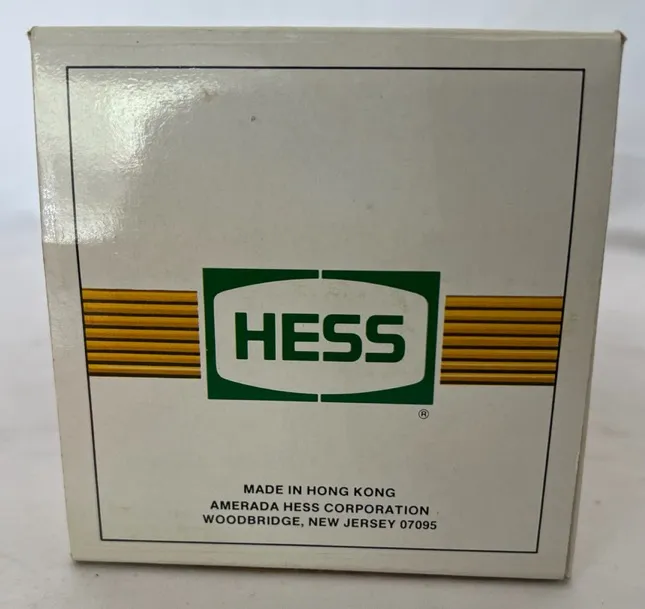 HESS
®
MADE IN HONG KONG
AMERADA HESS CORPORATION
WOODBRIDGE, NEW JERSEY 07095